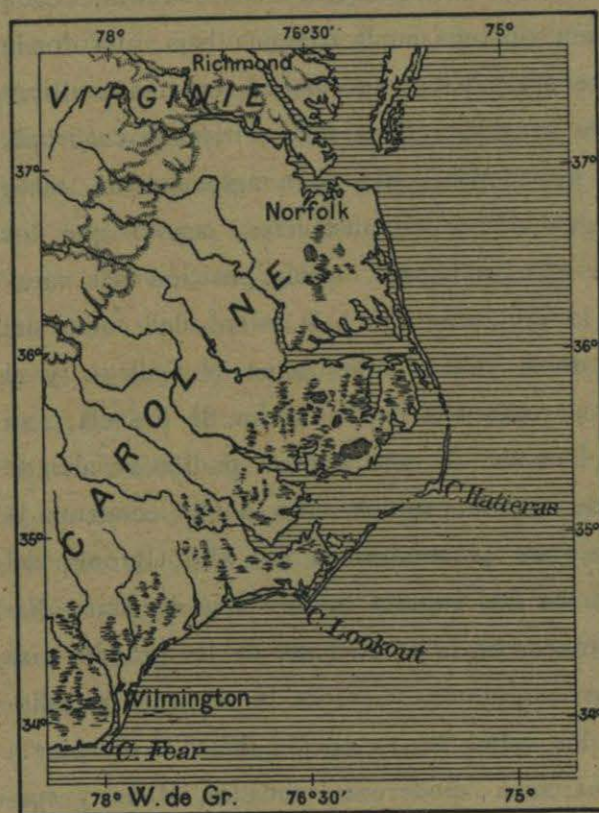 78° 76°30' 75°
Richmond
VIRGINIE
37° 37°
Norfolk
36° 36°
CAROLINE
C. Hatteras
35° 35°
C. Lookout
Wilmington
34° 34°
C. Fear
78° W. de Gr. 76°30' 75°